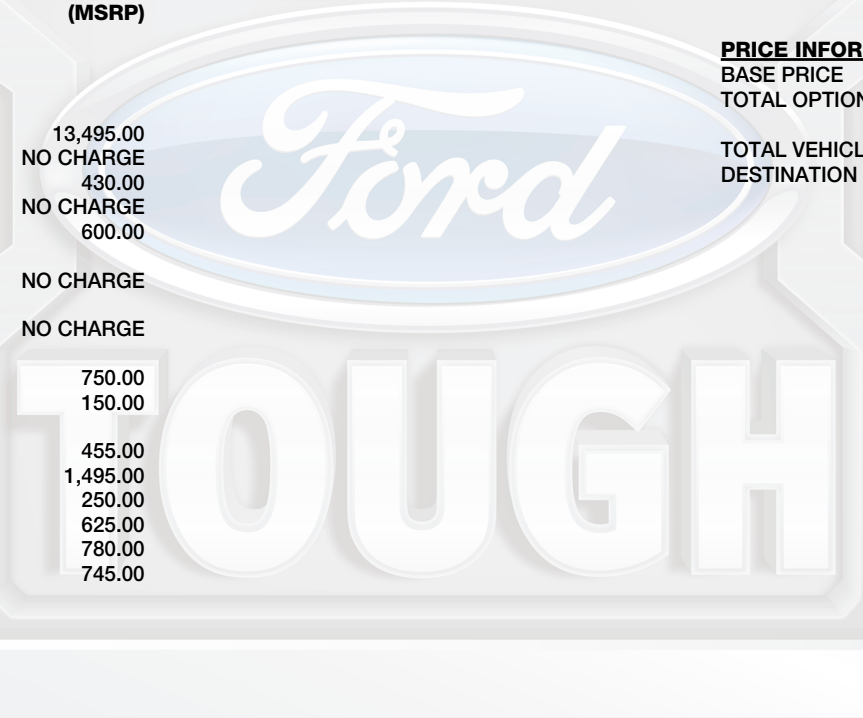 (MSRP)
13,495.00
NO CHARGE
430.00
NO CHARGE
600.00
NO CHARGE
NO CHARGE
750.00
150.00
455.00
1,495.00
250.00
625.00
780.00
745.00
PRICE INFOR
BASE PRICE
TOTAL OPTION
TOTAL VEHICL
DESTINATION
Ford
TOUGH